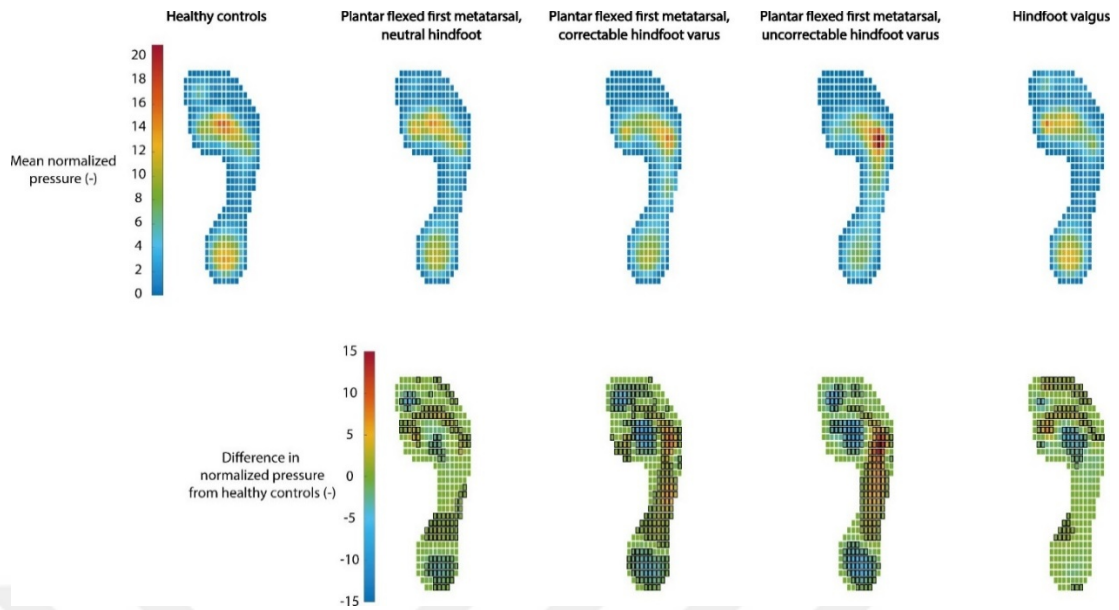 Healthy controls
Plantar flexed first metatarsal,
neutral hindfoot
Plantar flexed first metatarsal,
correctable hindfoot varus
Plantar flexed first metatarsal,
uncorrectable hindfoot varus
Hindfoot valgus
Mean normalized
pressure (-)
20
18
16
14
12
10
8
6
4
2
0
Difference in
normalized pressure
from healthy controls (-)
15
10
5
0
-5
-10
-15